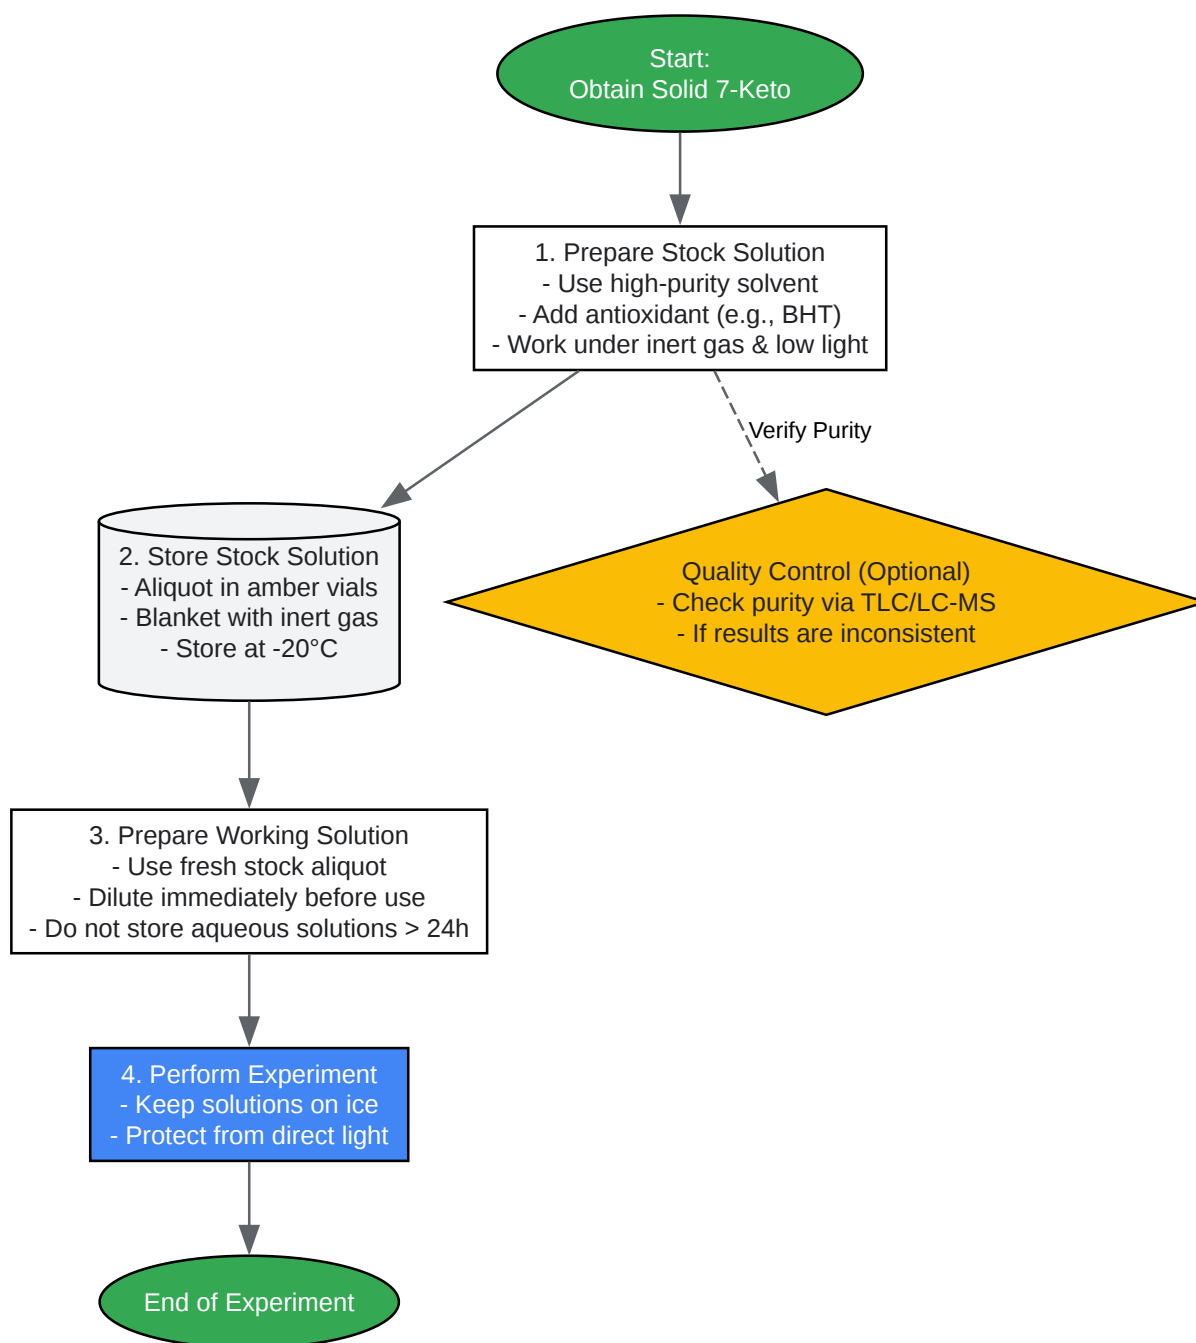 Start:
Obtain Solid 7-Keto
1. Prepare Stock Solution
- Use high-purity solvent
- Add antioxidant (e.g., BHT)
- Work under inert gas & low light
Verify Purity
2. Store Stock Solution
- Aliquot in amber vials
- Blanket with inert gas
- Store at -20°C
Quality Control (Optional)
- Check purity via TLC/LC-MS
- If results are inconsistent
3. Prepare Working Solution
- Use fresh stock aliquot
- Dilute immediately before use
- Do not store aqueous solutions > 24h
4. Perform Experiment
- Keep solutions on ice
- Protect from direct light
End of Experiment